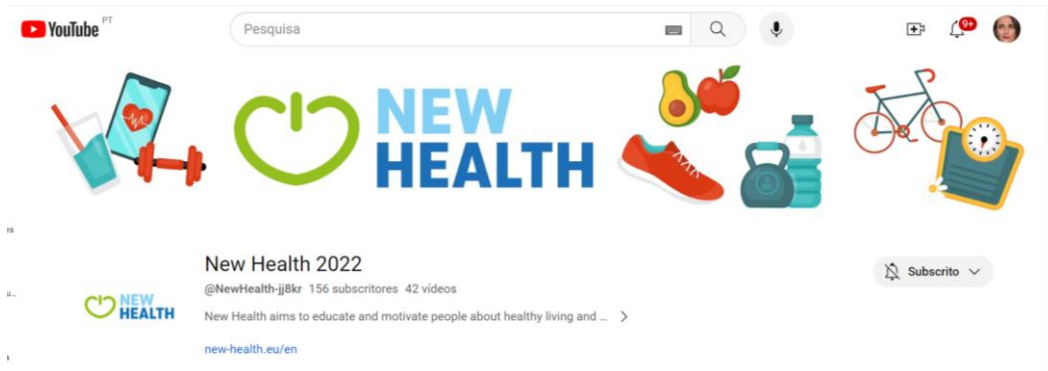 YouTube PT
Pesquisa
9+
NEW
HEALTH
es
New Health 2022
Subscrito
@NewHealth-jj8kr 156 subscritores 42 vídeos
u...
NEW
HEALTH
New Health aims to educate and motivate people about healthy living and ...
new-health.eu/en